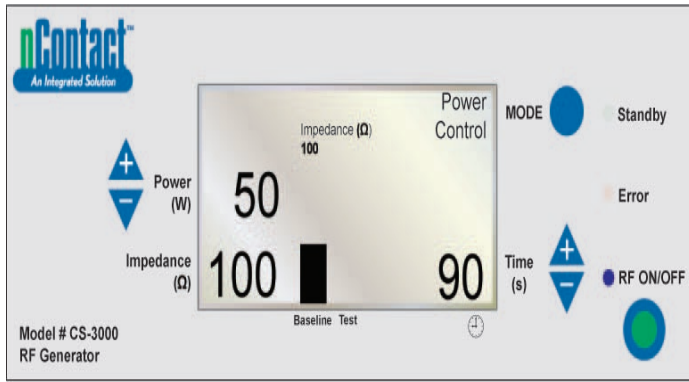 nContact™
An Integrated Solution
Power
Control
Impedance (Ω)
100
MODE
Standby
+
−
Power
(W)
50
Error
Impedance
(Ω)
100
90
Time
(s)
+
−
RF ON/OFF
Baseline Test
Model # CS-3000
RF Generator